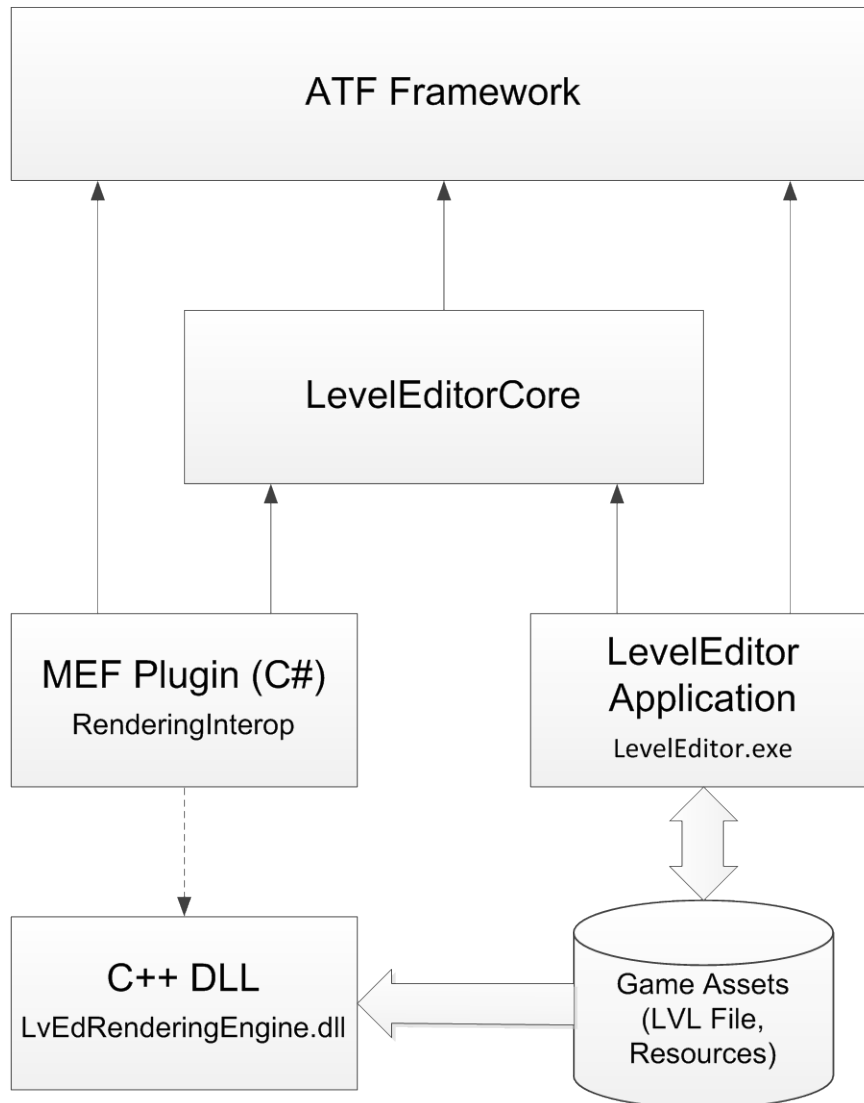 ATF Framework
LevelEditorCore
MEF Plugin (C#)
RenderingInterop
LevelEditor
Application
LevelEditor.exe
C++ DLL
LvEdRenderingEngine.dll
Game Assets
(LVL File,
Resources)